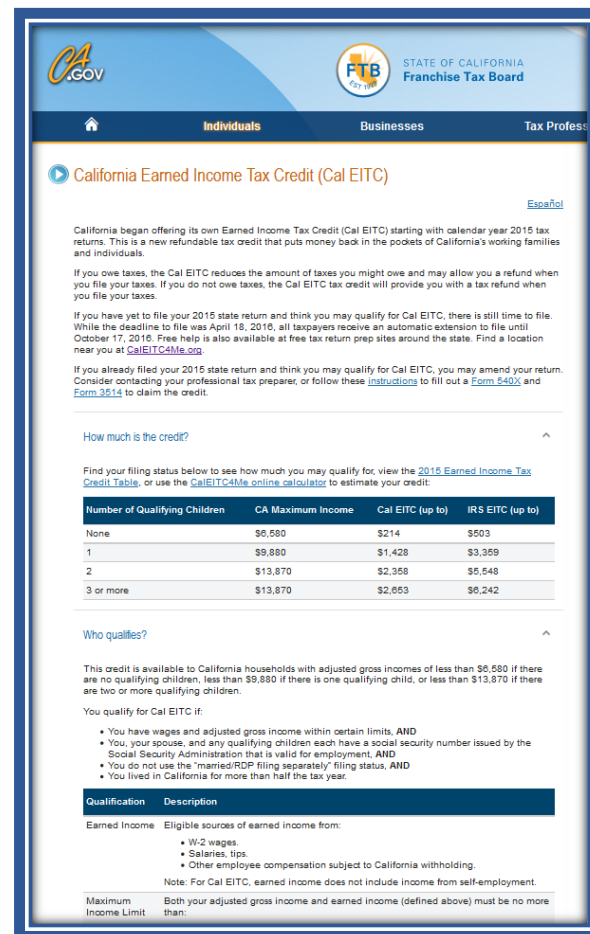 CA.GOV
FTB
EST 1950
STATE OF CALIFORNIA
Franchise Tax Board
Individuals
Businesses
Tax Profess
California Earned Income Tax Credit (Cal EITC)
Español
California began offering its own Earned Income Tax Credit (Cal EITC) starting with calendar year 2015 tax
returns. This is a new refundable tax credit that puts money back in the pockets of California's working families
and individuals.
If you owe taxes, the Cal EITC reduces the amount of taxes you might owe and may allow you a refund when
you file your taxes. If you do not owe taxes, the Cal EITC tax credit will provide you with a tax refund when
you file your taxes.
If you have yet to file your 2015 state return and think you may qualify for Cal EITC, there is still time to file.
While the deadline to file was April 18, 2016, all taxpayers receive an automatic extension to file until
October 17, 2016. Free help is also available at free tax return prep sites around the state. Find a location
near you at CalEITC4Me.org.
If you already filed your 2015 state return and think you may qualify for Cal EITC, you may amend your return.
Consider contacting your professional tax preparer, or follow these instructions to fill out a Form 540X and
Form 3514 to claim the credit.
How much is the credit?
Find your filing status below to see how much you may qualify for, view the 2015 Earned Income Tax
Credit Table, or use the CalEITC4Me online calculator to estimate your credit:
Number of Qualifying Children CA Maximum Income Cal EITC (up to) IRS EITC (up to)
None $6,580 $214 $503
1 $9,880 $1,428 $3,359
2 $13,870 $2,358 $5,548
3 or more $13,870 $2,653 $6,242
Who qualifies?
This credit is available to California households with adjusted gross incomes of less than $6,580 if there
are no qualifying children, less than $9,880 if there is one qualifying child, or less than $13,870 if there
are two or more qualifying children.
You qualify for Cal EITC if:
• You have wages and adjusted gross income within certain limits, AND
• You, your spouse, and any qualifying children each have a social security number issued by the
Social Security Administration that is valid for employment, AND
• You do not use the "married/RDP filing separately" filing status, AND
• You lived in California for more than half the tax year.
Qualification Description
Earned Income Eligible sources of earned income from:
• W-2 wages.
• Salaries, tips.
• Other employee compensation subject to California withholding.
Note: For Cal EITC, earned income does not include income from self-employment.
Maximum Both your adjusted gross income and earned income (defined above) must be no more
Income Limit than: